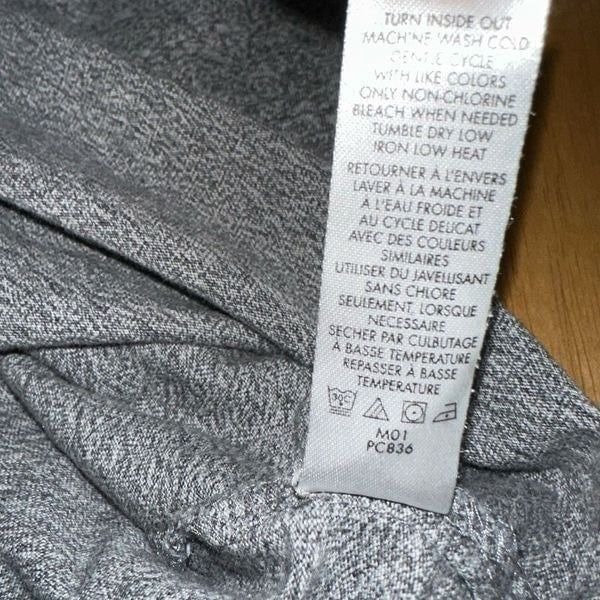 TURN INSIDE OUT
MACHINE WASH COLD
GENTLE CYCLE
WITH LIKE COLORS
ONLY NON-CHLORINE
BLEACH WHEN NEEDED
TUMBLE DRY LOW
IRON LOW HEAT
RETOURNER À L'ENVERS
LAVER À LA MACHINE
À L'EAU FROIDE ET
AU CYCLE DELICAT
AVEC DES COULEURS
SIMILAIRES
UTILISER DU JAVELLISANT
SANS CHLORE
SEULEMENT, LORSQUE
NECESSAIRE
SECHER PAR CULBUTAGE
À BASSE TEMPERATURE
REPASSER À BASSE
TEMPERATURE
30C
M01
PC836